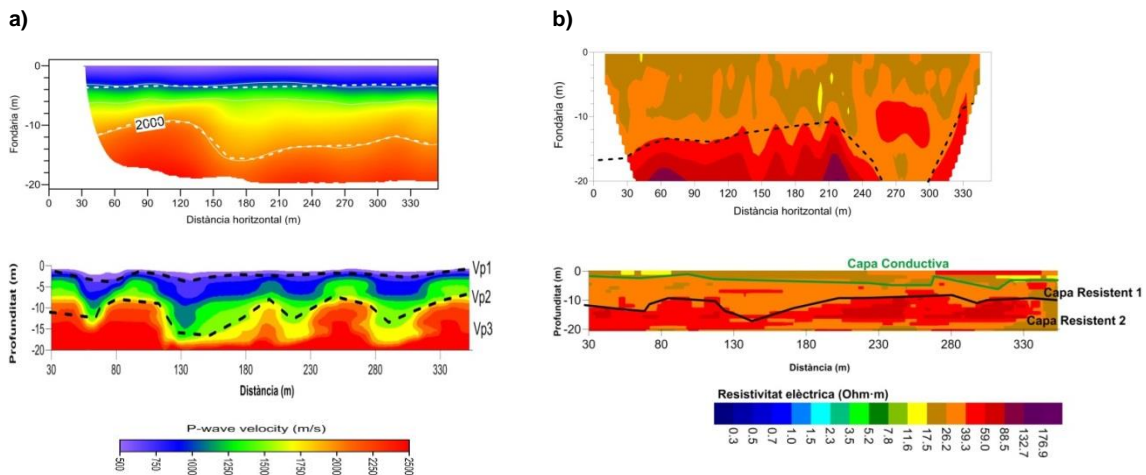 a)
b)
0
-10
-20
Fondària (m)
2000
0 30 60 90 120 150 180 210 240 270 300 330
Distància horitzontal (m)
0
-10
-20
Fondària (m)
0 30 60 90 120 150 180 210 240 270 300 330
Distància horitzontal (m)
0
-5
-10
-15
-20
Profunditat (m)
Vp1
Vp2
Vp3
30 80 130 180 230 280 330
Distància (m)
P-wave velocity (m/s)
500 750 1000 1250 1500 1750 2000 2250 2500
Capa Conductiva
0
-10
-20
Profunditat (m)
Capa Resistent 1
Capa Resistent 2
30 80 130 180 230 280 330
Distància (m)
Resistivitat elèctrica (Ohm·m)
0.3 0.5 0.7 1.0 1.5 2.3 3.5 5.2 7.8 11.6 17.5 26.2 39.3 59.0 88.5 132.7 176.9